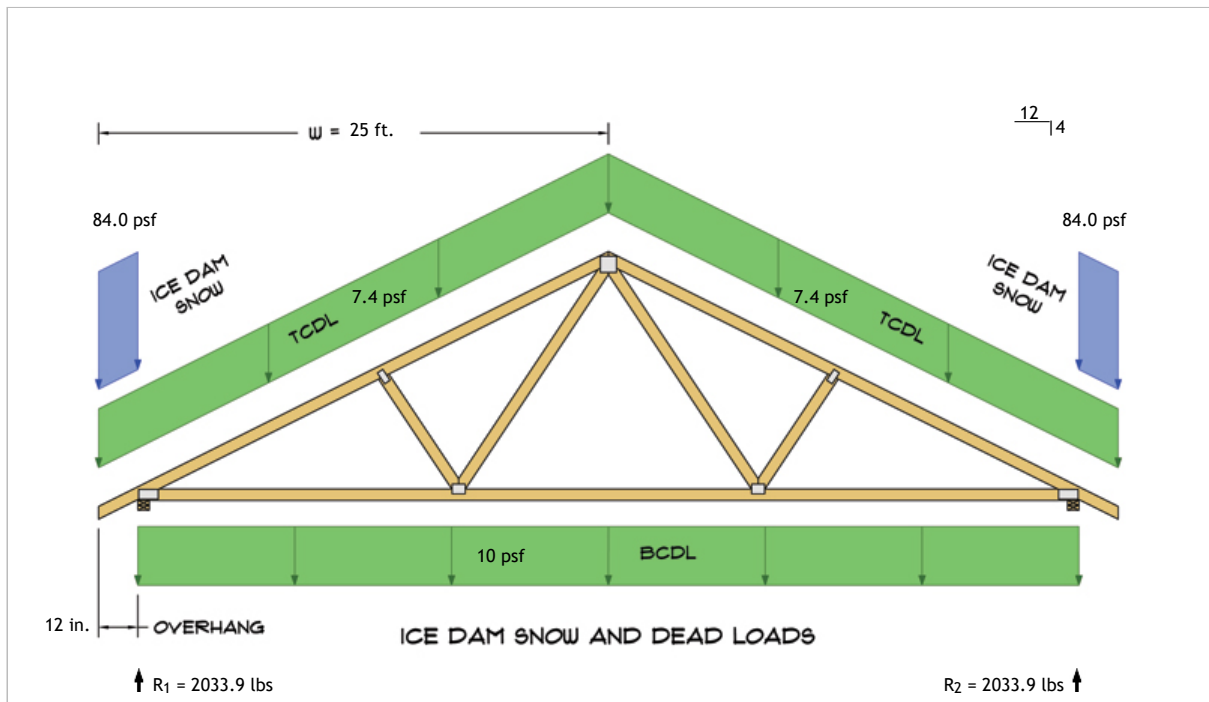 W = 25 ft.
12
4
84.0 psf
84.0 psf
ICE DAM
SNOW
ICE DAM
SNOW
7.4 psf
7.4 psf
TCDL
TCDL
10 psf
BCDL
12 in.
OVERHANG
ICE DAM SNOW AND DEAD LOADS
R1 = 2033.9 lbs
R2 = 2033.9 lbs